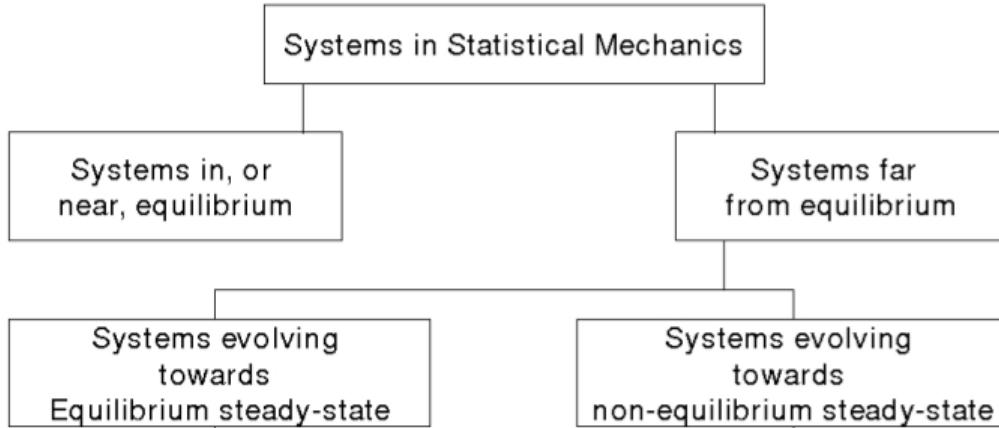 Systems in Statistical Mechanics
Systems in, or
near, equilibrium
Systems far
from equilibrium
Systems evolving
towards
Equilibrium steady-state
Systems evolving
towards
non-equilibrium steady-state